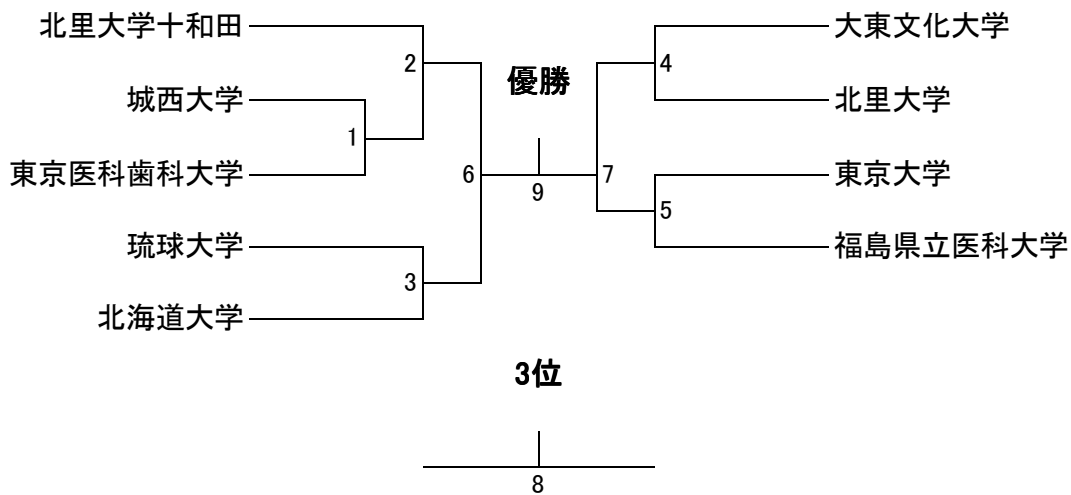 北里大学十和田
城西大学
東京医科歯科大学
琉球大学
北海道大学
2
1
3
6
優勝
9
7
4
5
大東文化大学
北里大学
東京大学
福島県立医科大学
3位
8